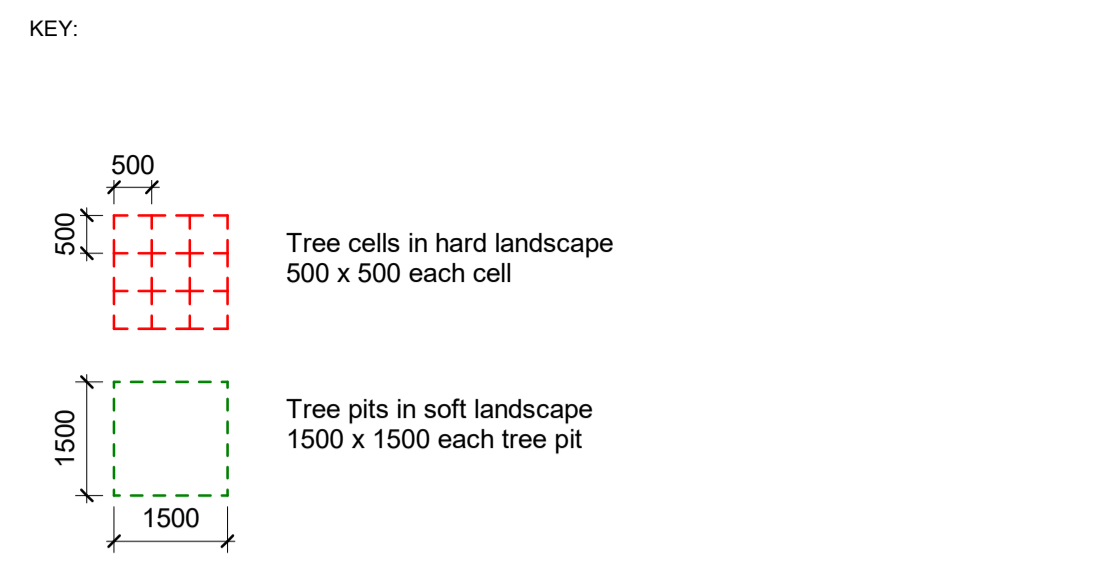 KEY:
500
500
Tree cells in hard landscape
500 x 500 each cell
1500
Tree pits in soft landscape
1500 x 1500 each tree pit
1500